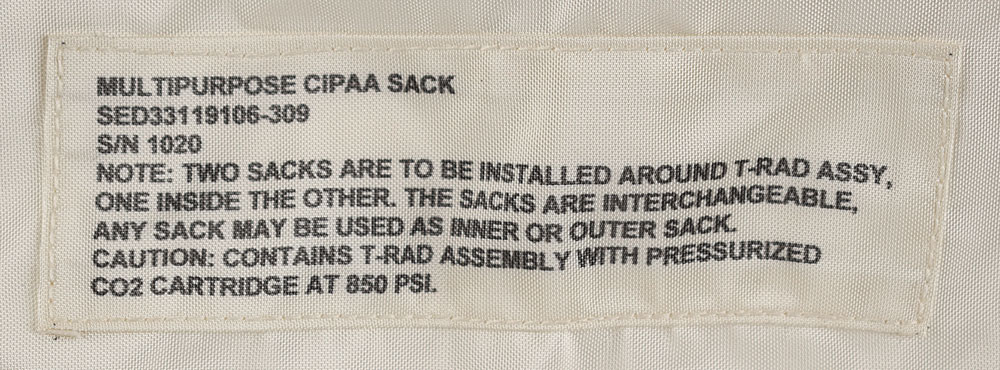 MULTIPURPOSE CIPAA SACK
SED33119106-309
S/N 1020
NOTE: TWO SACKS ARE TO BE INSTALLED AROUND T-RAD ASSY,
ONE INSIDE THE OTHER. THE SACKS ARE INTERCHANGEABLE,
ANY SACK MAY BE USED AS INNER OR OUTER SACK.
CAUTION: CONTAINS T-RAD ASSEMBLY WITH PRESSURIZED
CO2 CARTRIDGE AT 850 PSI.